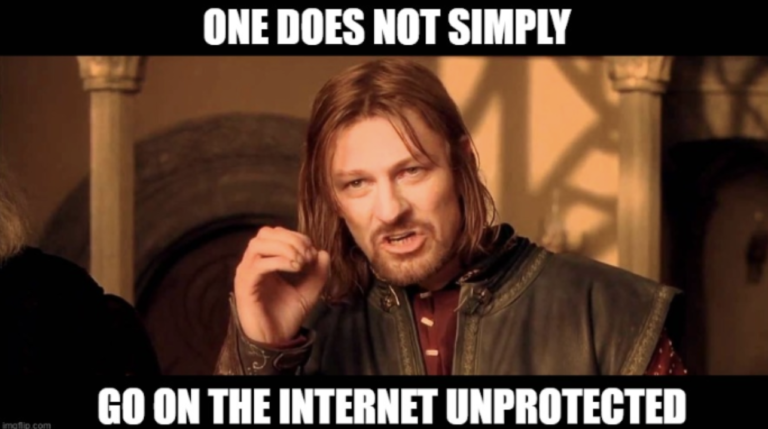 ONE DOES NOT SIMPLY
GO ON THE INTERNET UNPROTECTED
imgflip.com